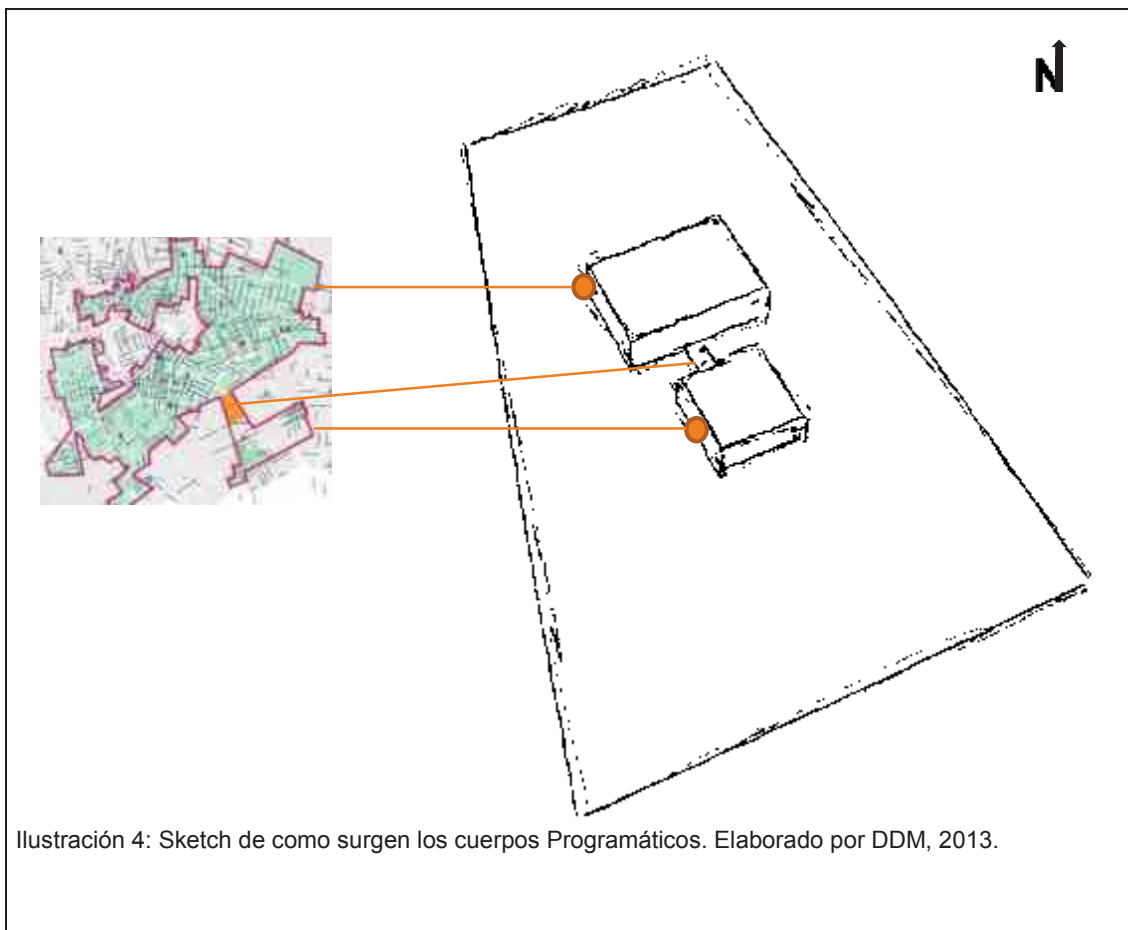 N
Ilustración 4: Sketch de como surgen los cuerpos Programáticos. Elaborado por DDM, 2013.